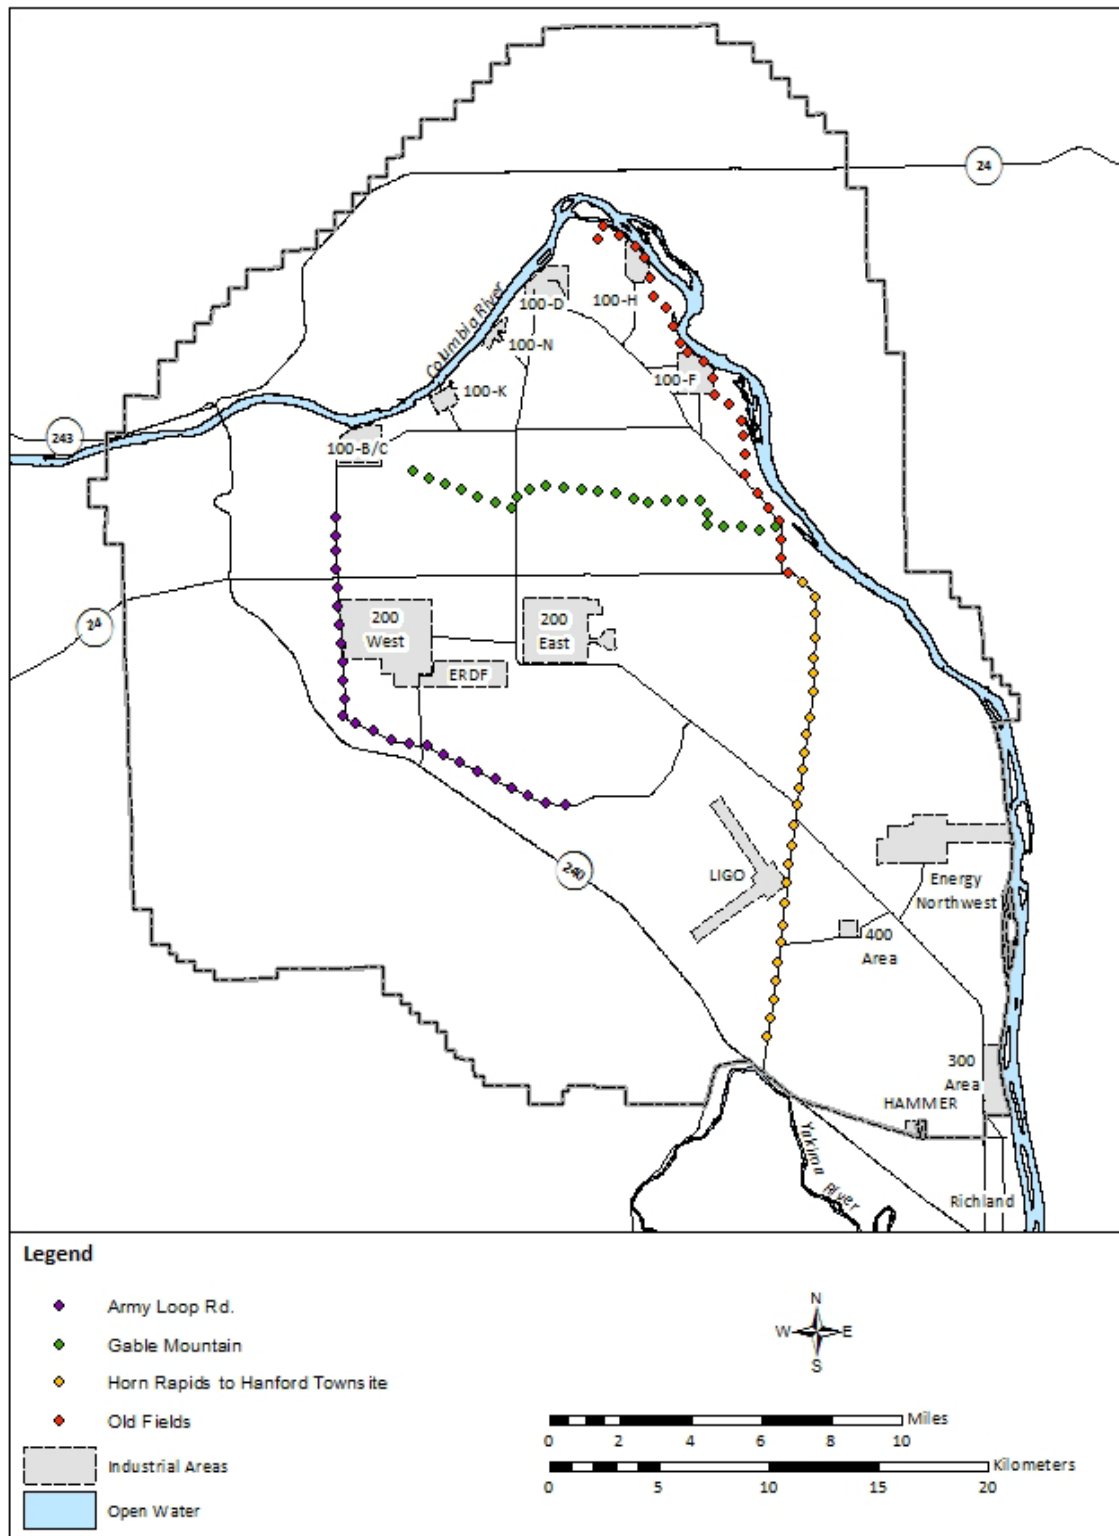 24
Columbia River
100-D
100-H
100-N
100-F
100-K
243
100-B/C
24
200
West
200
East
ERDF
LIGO
240
Energy
Northwest
400
Area
300
Area
HAMMER
Yakima
River
Richland
Legend
Army Loop Rd.
Gable Mountain
Horn Rapids to Hanford Townsite
Old Fields
Industrial Areas
Open Water
N
W E
S
Miles
0 2 4 6 8 10
Kilometers
0 5 10 15 20